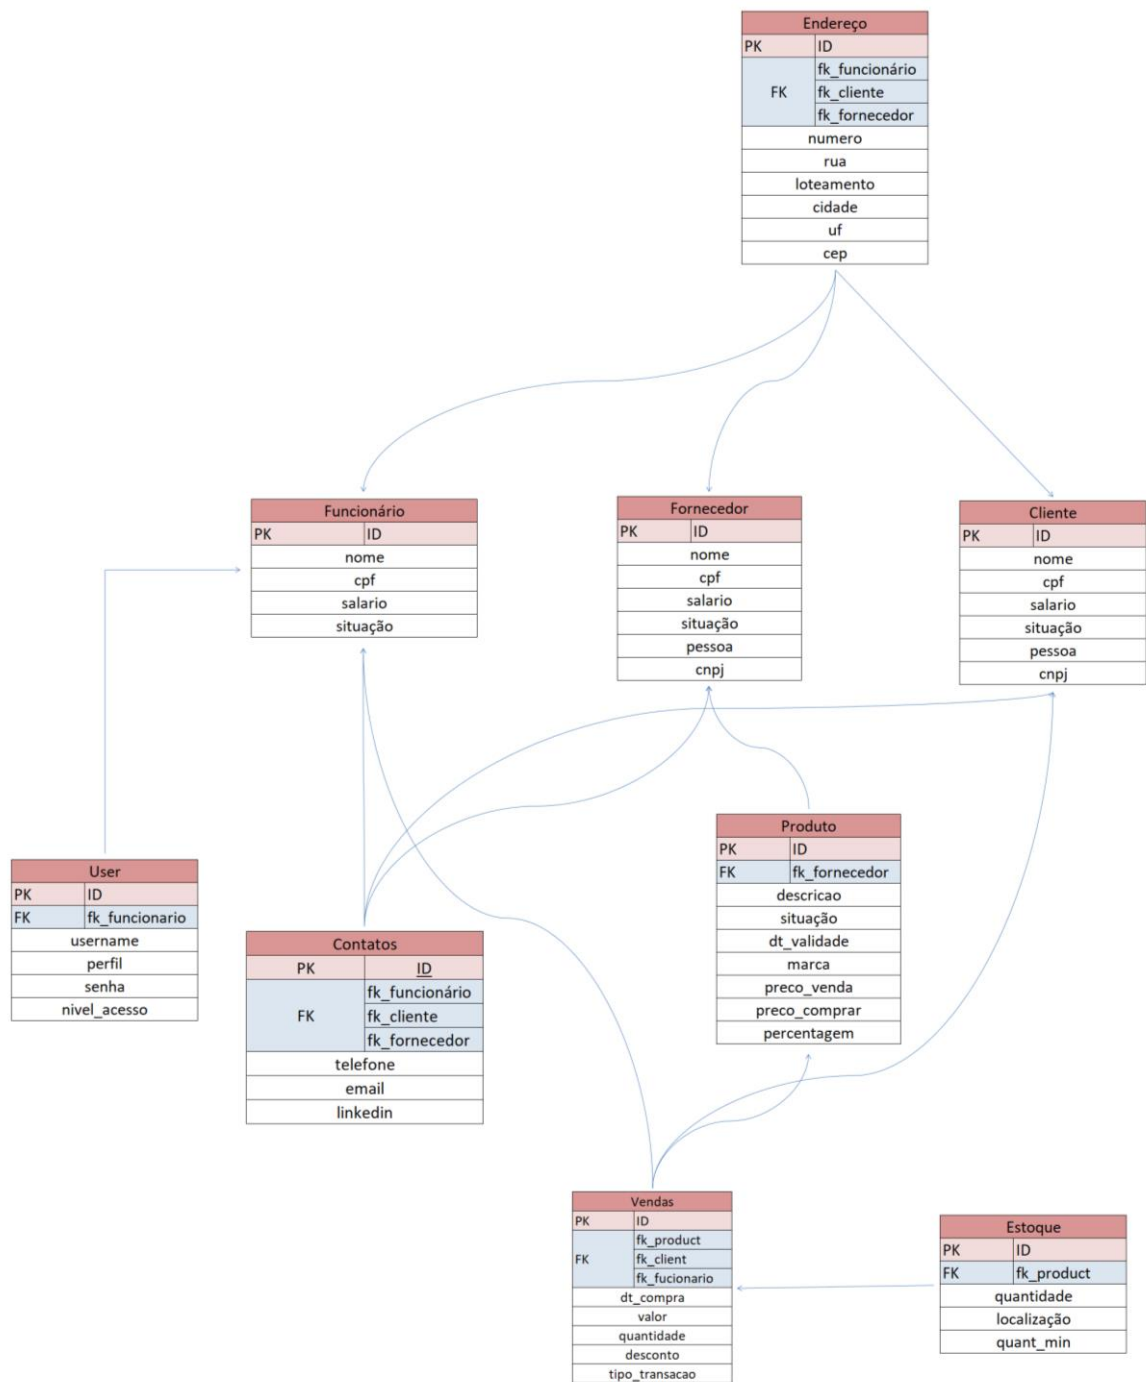 Endereço
PK ID
FK fk_funcionário
fk_cliente
fk_fornecedor
numero
rua
loteamento
cidade
uf
cep
Funcionário
PK ID
nome
cpf
salario
situação
Fornecedor
PK ID
nome
cpf
salario
situação
pessoa
cnpj
Cliente
PK ID
nome
cpf
salario
situação
pessoa
cnpj
User
PK ID
FK fk_funcionario
username
perfil
senha
nivel_acesso
Contatos
PK ID
FK fk_funcionário
fk_cliente
fk_fornecedor
telefone
email
linkedin
Produto
PK ID
FK fk_fornecedor
descricao
situação
dt_validade
marca
preco_venda
preco_comprar
percentagem
Vendas
PK ID
FK fk_product
fk_client
fk_fucionario
dt_compra
valor
quantidade
desconto
tipo_transacao
Estoque
PK ID
FK fk_product
quantidade
localização
quant_min